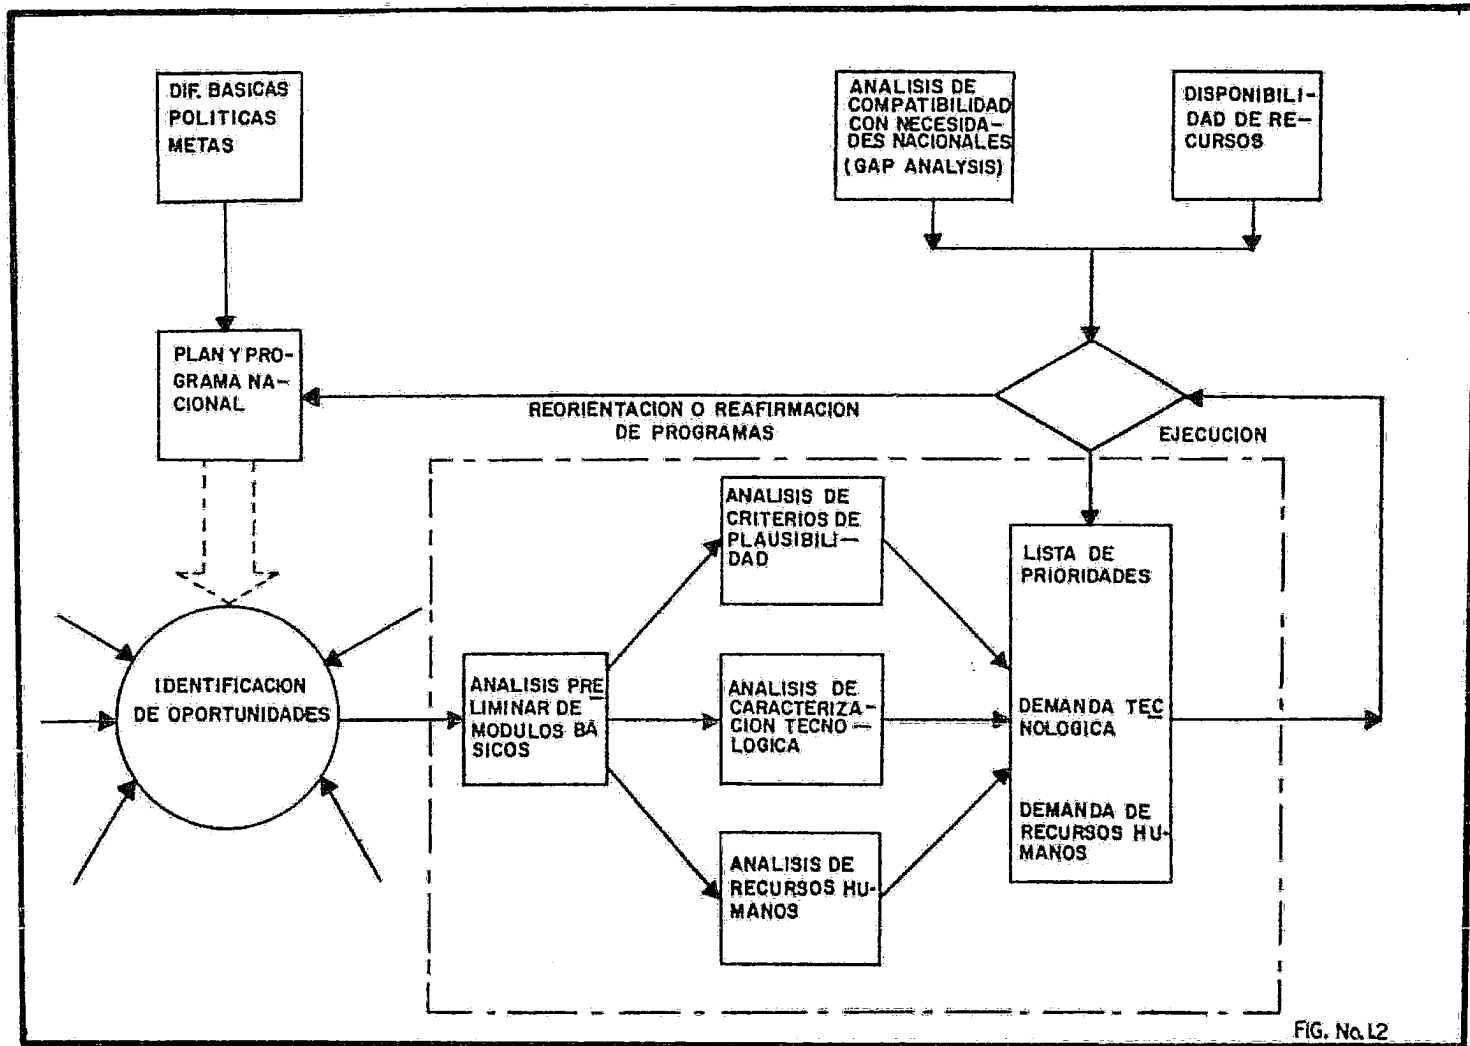 DIF. BASICAS
POLITICAS
METAS
ANALISIS DE
COMPATIBILIDAD
CON NECESIDA-
DES NACIONALES
(GAP ANALYSIS)
DISPONIBILI-
DAD DE RE-
CURSOS
PLAN Y PRO-
GRAMA NA-
CIONAL
REORIENTACION O REAFIRMACION
DE PROGRAMAS
EJECUCION
ANALISIS DE
CRITERIOS DE
PLAUSIBILI-
DAD
LISTA DE
PRIORIDADES
IDENTIFICACION
DE OPORTUNIDADES
ANALISIS PRE
LIMINAR DE
MODULOS BA
SICOS
ANALISIS DE
CARACTERIZA-
CION TECNO-
LOGICA
DEMANDA TEC
NOLOGICA
ANALISIS DE
RECURSOS HU-
MANOS
DEMANDA DE
RECURSOS HU-
MANOS
FIG. No. I.2